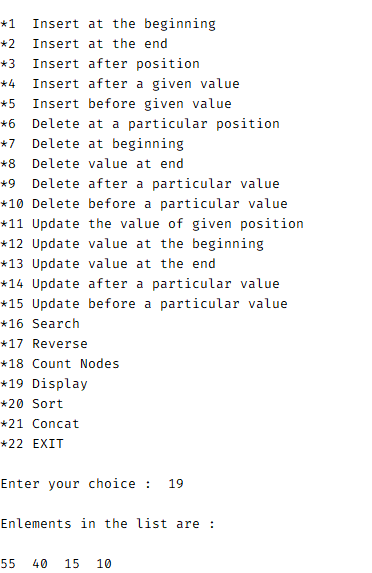 *1  Insert at the beginning
*2  Insert at the end
*3  Insert after position
*4  Insert after a given value
*5  Insert before given value
*6  Delete at a particular position
*7  Delete at beginning
*8  Delete value at end
*9  Delete after a particular value
*10 Delete before a particular value
*11 Update the value of given position
*12 Update value at the beginning
*13 Update value at the end
*14 Update after a particular value
*15 Update before a particular value
*16 Search
*17 Reverse
*18 Count Nodes
*19 Display
*20 Sort
*21 Concat
*22 EXIT
Enter your choice :  19
Enlements in the list are :
55  40  15  10